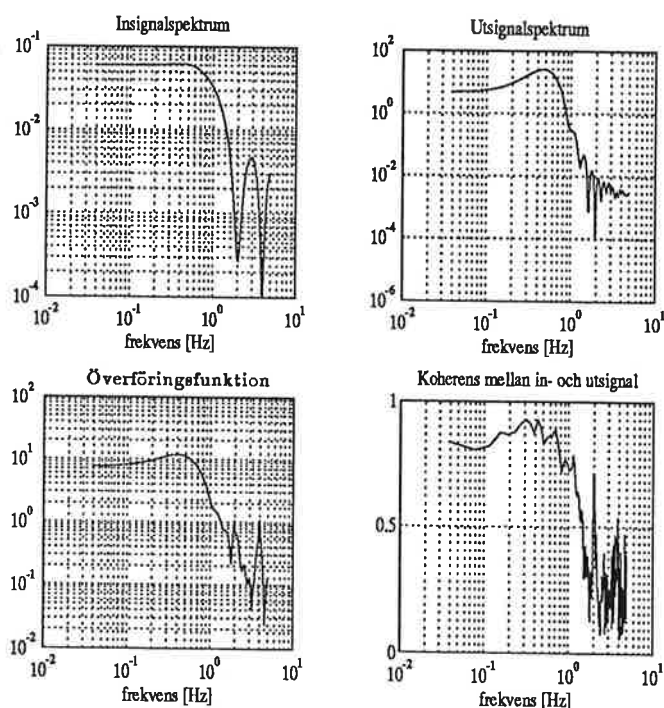 Insignalspektrum
10^-1
10^-2
10^-3
10^-4
10^-2 10^-1 10^0 10^1
frekvens [Hz]
Utsignalspektrum
10^2
10^0
10^-2
10^-4
10^-6
10^-2 10^-1 10^0 10^1
frekvens [Hz]
Överföringsfunktion
10^2
10^1
10^0
10^-1
10^-2
10^-2 10^-1 10^0 10^1
frekvens [Hz]
Koherens mellan in- och utsignal
1
0.5
0
10^-2 10^-1 10^0 10^1
frekvens [Hz]